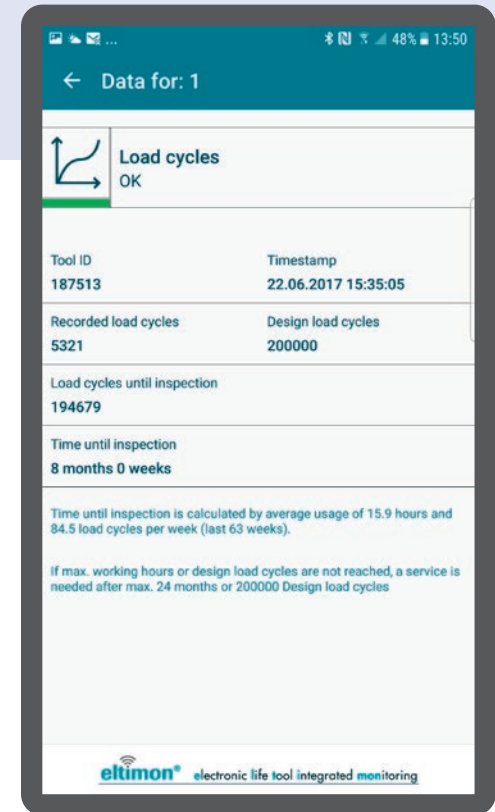 ... 48% 13:50
← Data for: 1
Load cycles
OK
Tool ID Timestamp
187513 22.06.2017 15:35:05
Recorded load cycles Design load cycles
5321 200000
Load cycles until inspection
194679
Time until inspection
8 months 0 weeks
Time until inspection is calculated by average usage of 15.9 hours and
84.5 load cycles per week (last 63 weeks).
If max. working hours or design load cycles are not reached, a service is
needed after max. 24 months or 200000 Design load cycles
eltimon® electronic life tool integrated monitoring